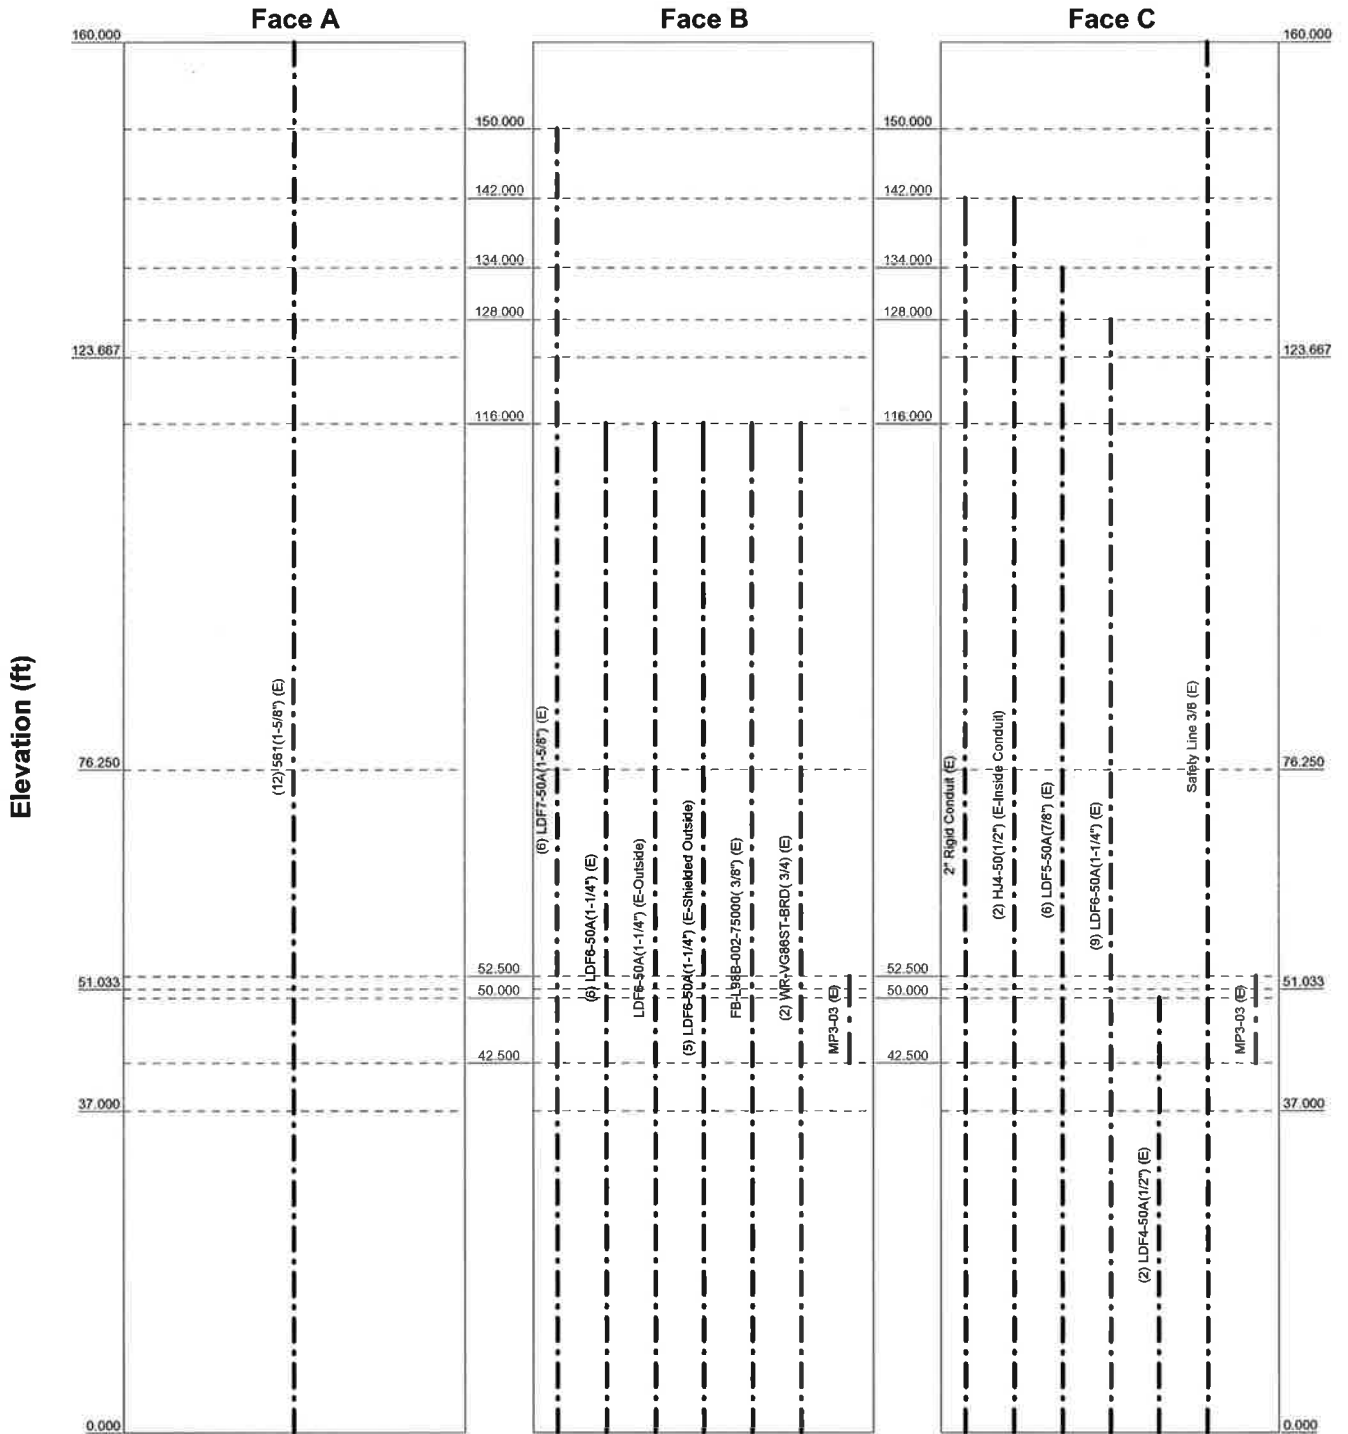 Face A
Face B
Face C
160.000
160.000
150.000
150.000
142.000
142.000
134.000
134.000
128.000
128.000
123.667
123.667
116.000
116.000
Elevation (ft)
(12) 561(1-5/8") (E)
(6) LDF7-50A(1-5/8") (E)
(6) LDF6-50A(1-1/4") (E)
LDF6-50A(1-1/4") (E-Outside)
(5) LDF6-50A(1-1/4") (E-Shielded Outside)
FB-L98B-002-75000( 3/8") (E)
(2) WR-VG86ST-BRD( 3/4) (E)
MP3-03 (E)
2" Rigid Conduit (E)
(2) HJ4-50(1/2") (E-Inside Conduit)
(6) LDF5-50A(7/8") (E)
(9) LDF6-50A(1-1/4") (E)
(2) LDF4-50A(1/2") (E)
Safety Line 3/8 (E)
MP3-03 (E)
76.250
76.250
52.500
52.500
51.033
51.033
50.000
50.000
42.500
42.500
37.000
37.000
0.000
0.000